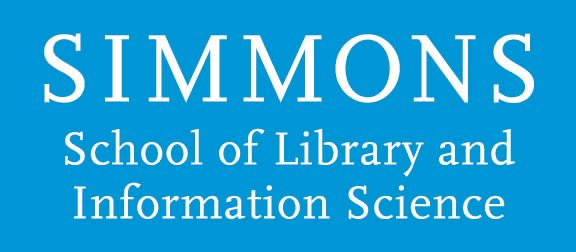 SIMMONS
School of Library and
Information Science